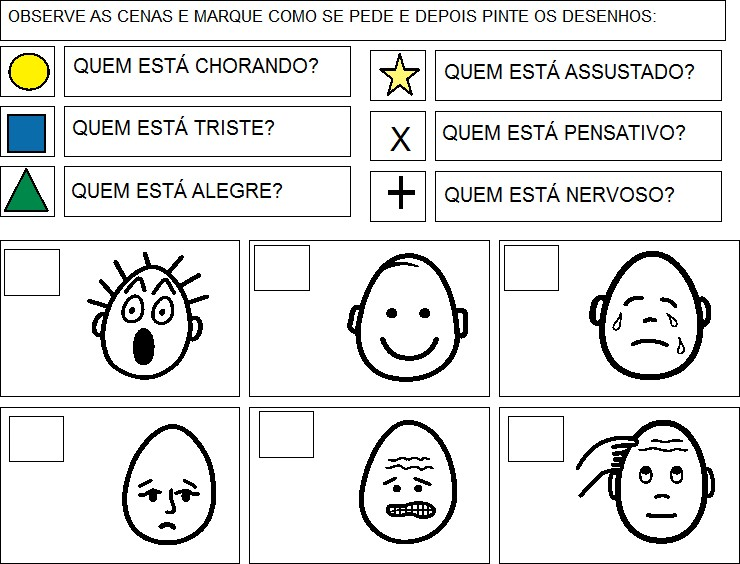 OBSERVE AS CENAS E MARQUE COMO SE PEDE E DEPOIS PINTE OS DESENHOS:
QUEM ESTÁ CHORANDO?
QUEM ESTÁ ASSUSTADO?
QUEM ESTÁ TRISTE?
X QUEM ESTÁ PENSATIVO?
QUEM ESTÁ ALEGRE?
+ QUEM ESTÁ NERVOSO?